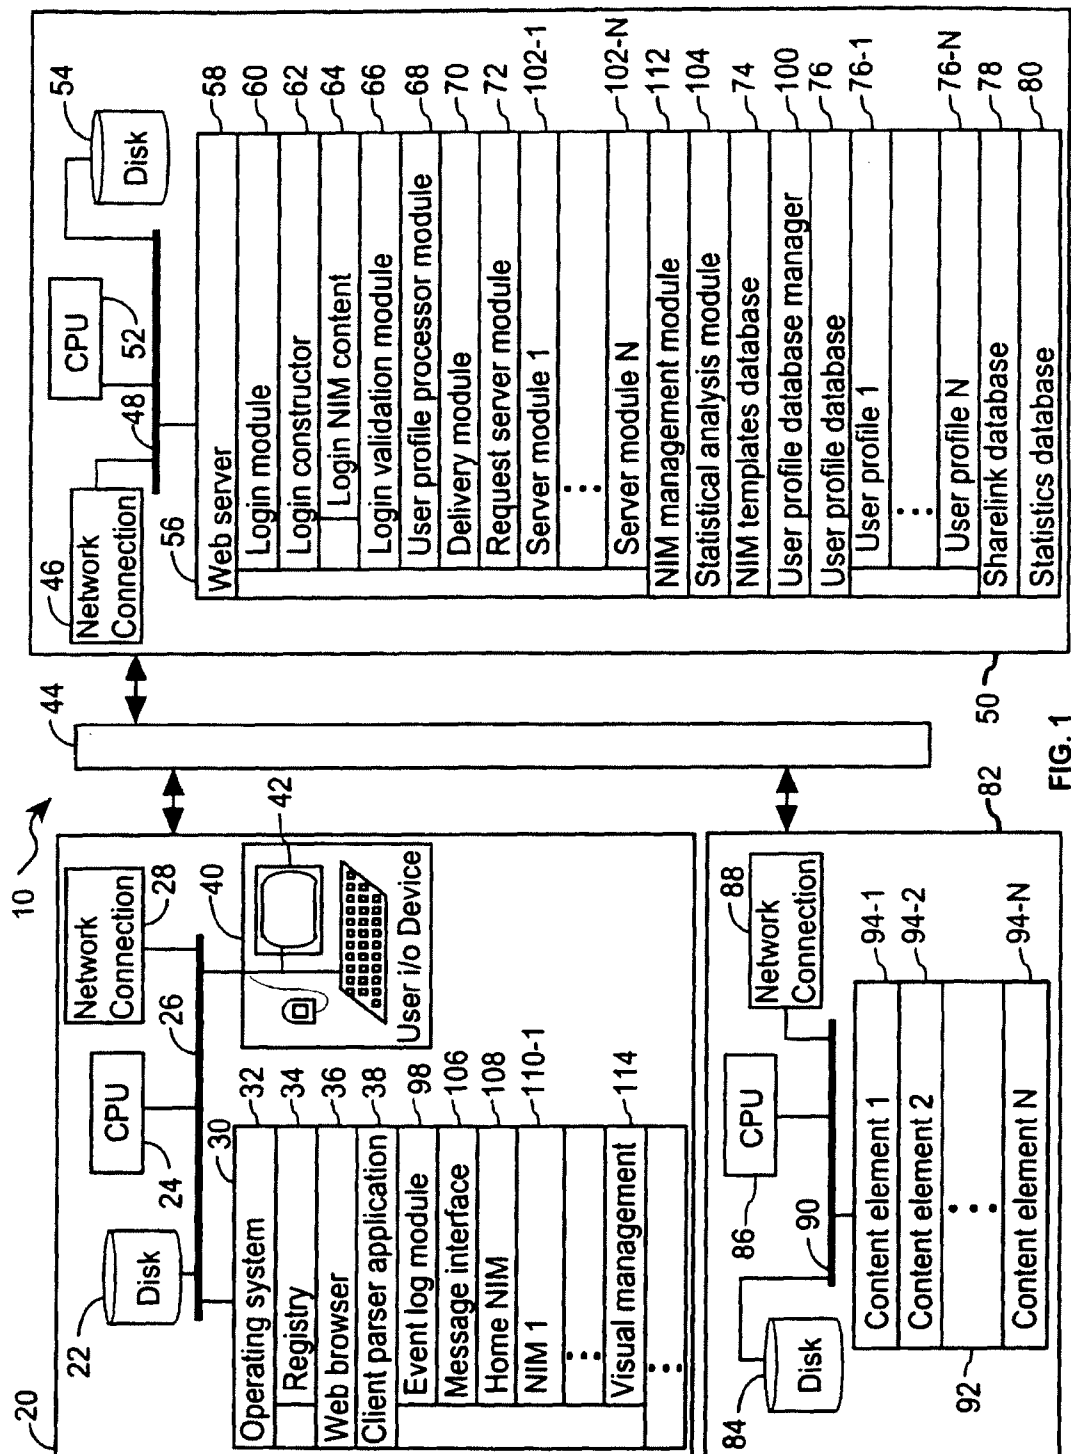 10
20
22
Disk
24
CPU
26
Network
Connection
28
30
Operating system
32
Registry
34
Web browser
36
Client parser application
38
Event log module
98
Message interface
106
Home NIM
108
NIM 1
110-1
Visual management
114
40
42
User i/o Device
44
46
Network
Connection
48
CPU
52
Disk
54
56
Web server
58
Login module
60
Login constructor
62
Login NIM content
64
Login validation module
66
User profile processor module
68
Delivery module
70
Request server module
72
Server module 1
102-1
Server module N
102-N
NIM management module
112
Statistical analysis module
104
NIM templates database
74
User profile database manager
100
User profile database
76
User profile 1
76-1
User profile N
76-N
Sharelink database
78
Statistics database
80
50
82
84
Disk
86
CPU
90
Network
Connection
88
92
Content element 1
94-1
Content element 2
94-2
Content element N
94-N
FIG. 1